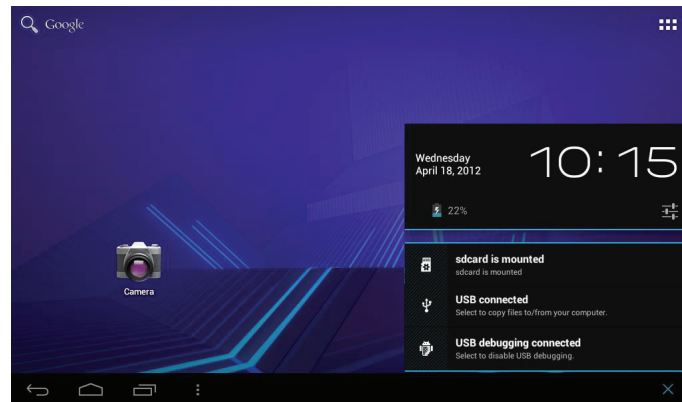 Google
Wednesday
April 18, 2012
10:15
22%
sdcard is mounted
sdcard is mounted
USB connected
Select to copy files to/from your computer.
USB debugging connected
Select to disable USB debugging.
Camera